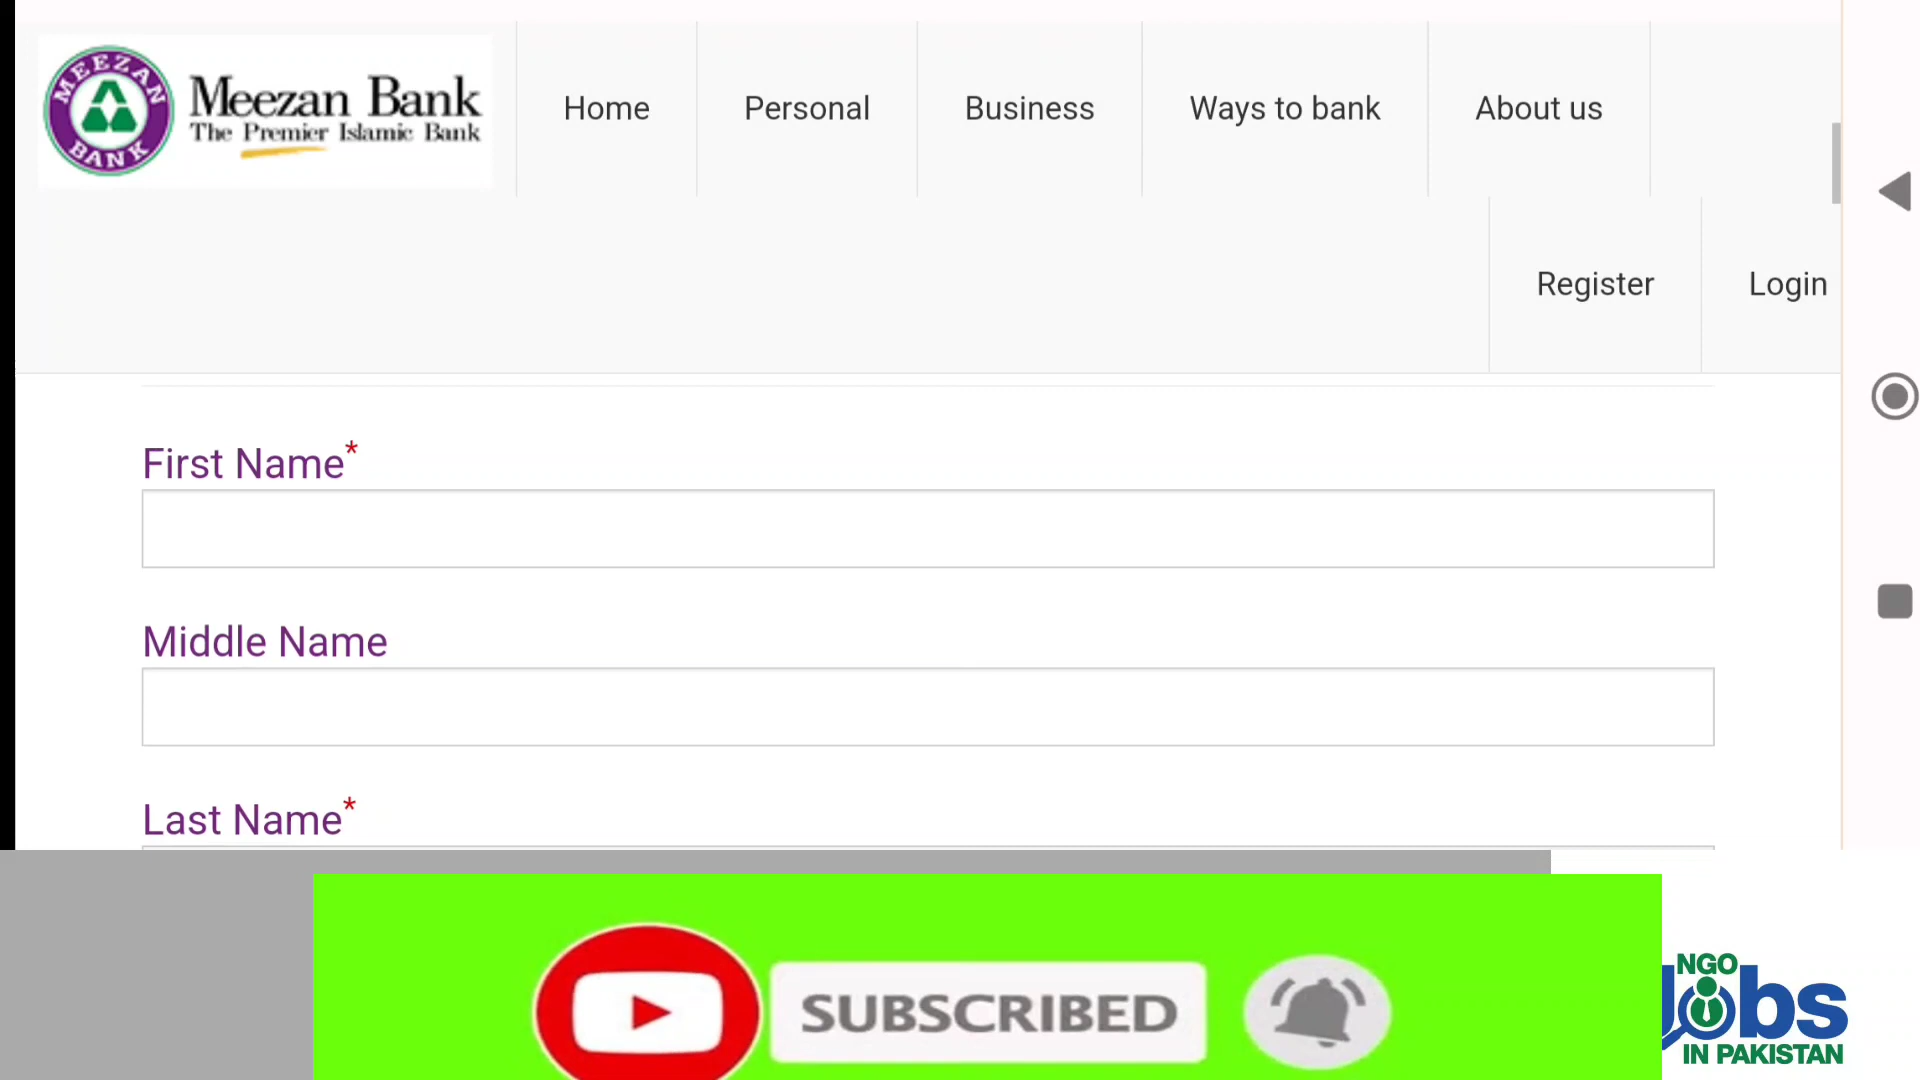 MEEZAN BANK
Meezan Bank
The Premier Islamic Bank
Home
Personal
Business
Ways to bank
About us
Register
Login
First Name*
Middle Name
Last Name*
SUBSCRIBED
NGO
Jobs
IN PAKISTAN